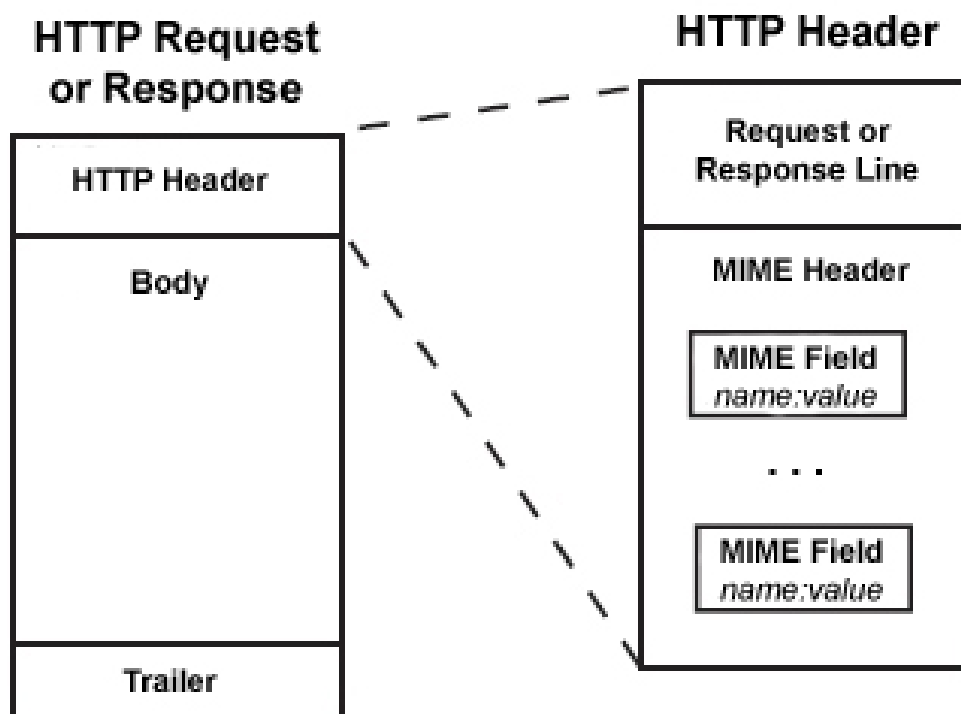 HTTP Request
or Response
HTTP Header
Body
Trailer
HTTP Header
Request or
Response Line
MIME Header
MIME Field
name:value
. . .
MIME Field
name:value